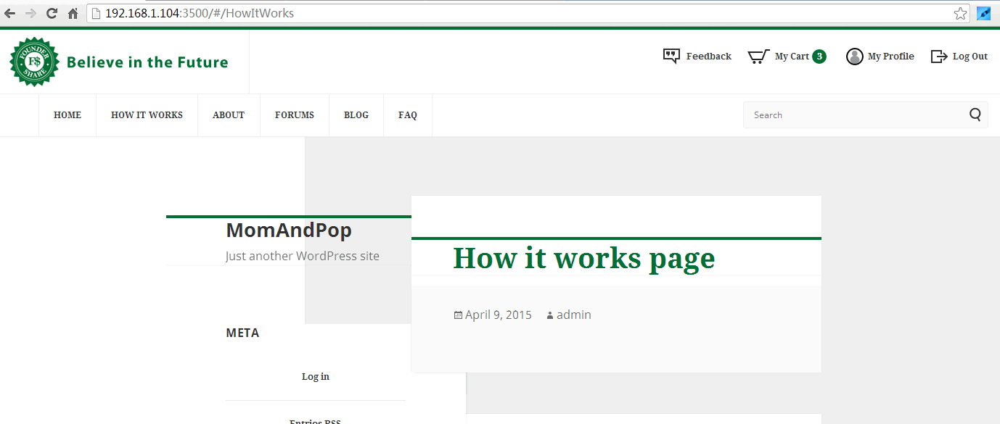 192.168.1.104:3500/#/HowItWorks
FOUNDER
F$
SHARE
Believe in the Future
Feedback
My Cart 3
My Profile
Log Out
HOME HOW IT WORKS ABOUT FORUMS BLOG FAQ
Search
MomAndPop
Just another WordPress site
How it works page
April 9, 2015 admin
META
Log in
Entries RSS